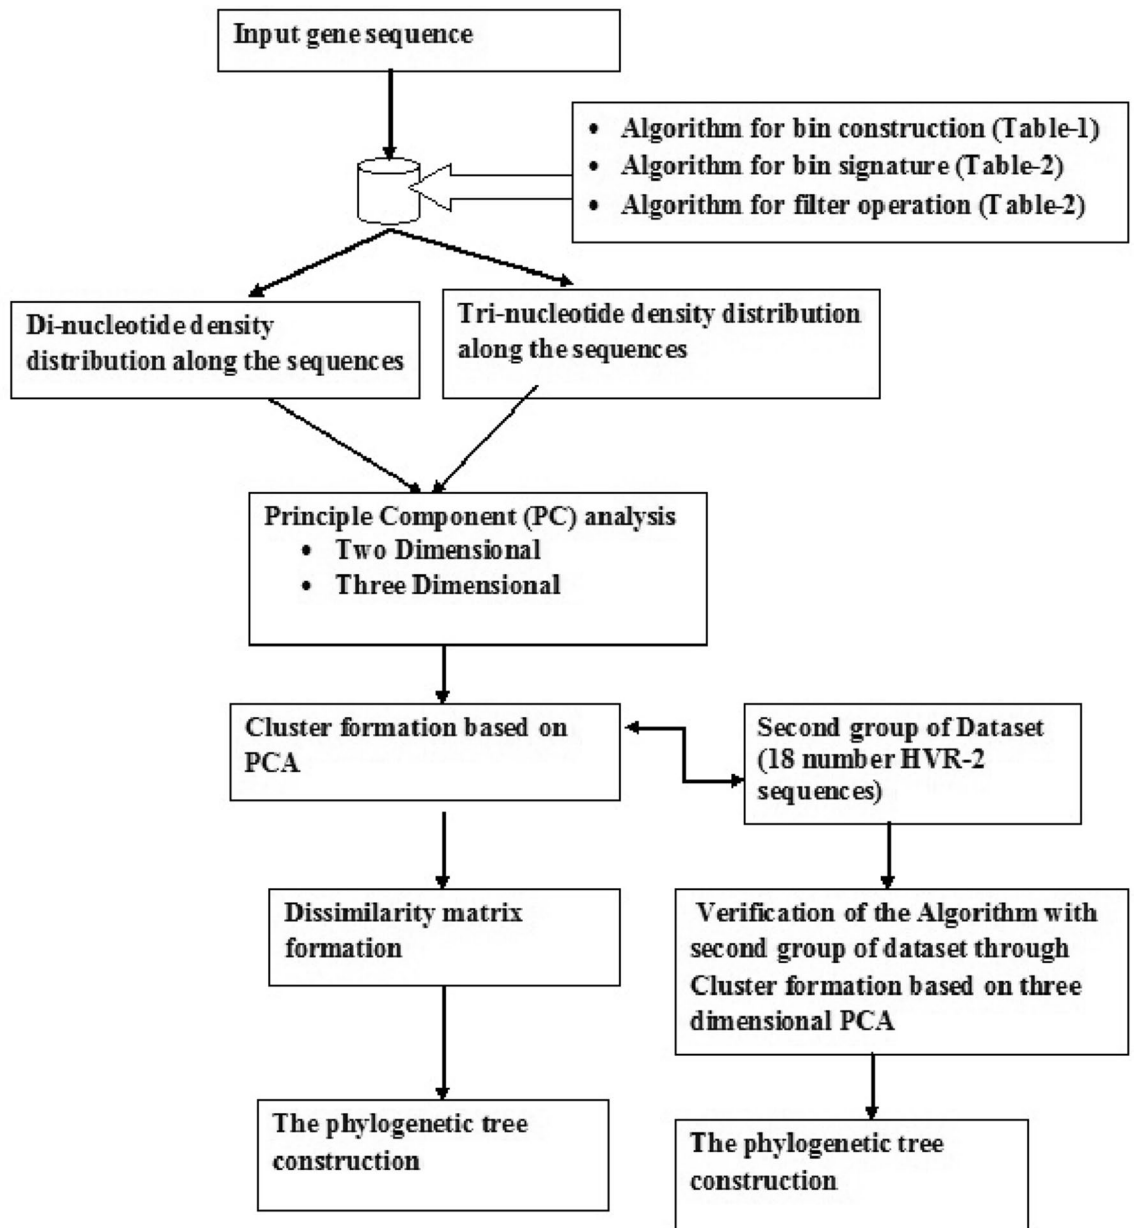 Input gene sequence
• Algorithm for bin construction (Table-1)
• Algorithm for bin signature (Table-2)
• Algorithm for filter operation (Table-2)
Di-nucleotide density
distribution along the sequences
Tri-nucleotide density distribution
along the sequences
Principle Component (PC) analysis
• Two Dimensional
• Three Dimensional
Cluster formation based on
PCA
Second group of Dataset
(18 number HVR-2
sequences)
Dissimilarity matrix
formation
Verification of the Algorithm with
second group of dataset through
Cluster formation based on three
dimensional PCA
The phylogenetic tree
construction
The phylogenetic tree
construction